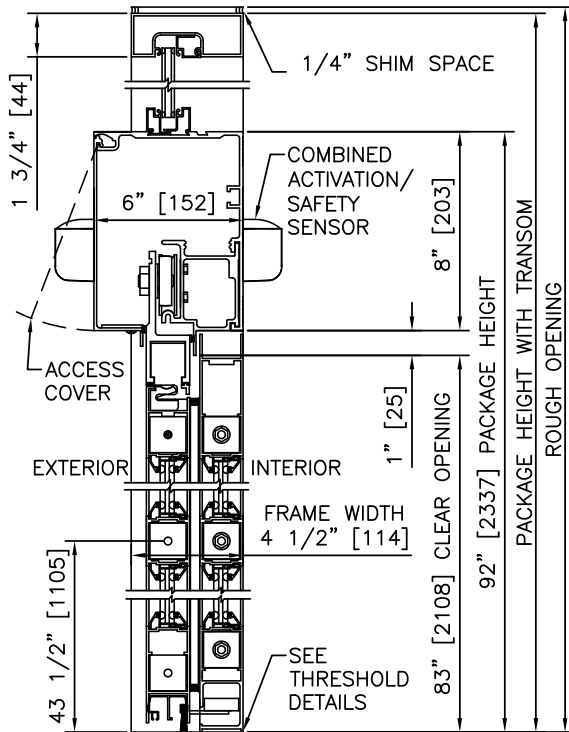 1/4” SHIM SPACE
1 3/4” [44]
COMBINED
ACTIVATION/
SAFETY
SENSOR
6” [152]
8” [203]
ACCESS
COVER
1” [25]
EXTERIOR
INTERIOR
FRAME WIDTH
4 1/2” [114]
43 1/2” [1105]
SEE
THRESHOLD
DETAILS
83” [2108] CLEAR OPENING
92” [2337] PACKAGE HEIGHT
PACKAGE HEIGHT WITH TRANSOM
ROUGH OPENING